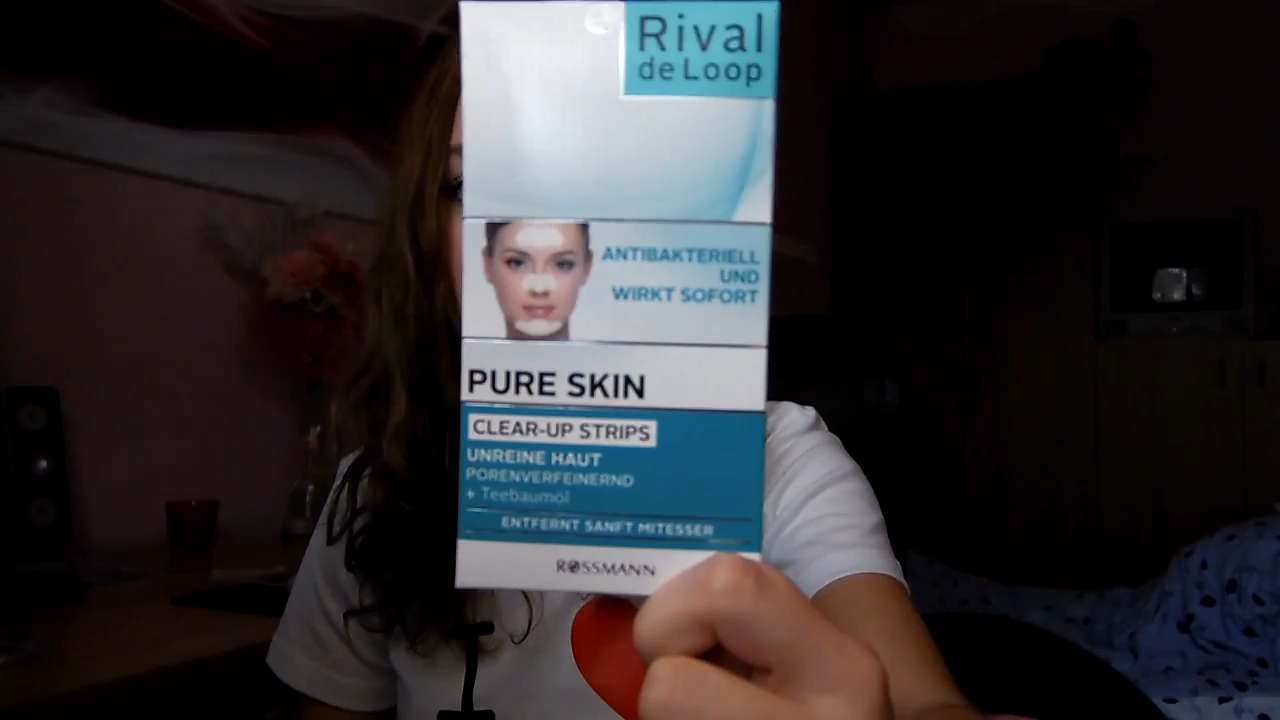 Rival
de Loop
ANTIBAKTERIELL
UND
WIRKT SOFORT
PURE SKIN
CLEAR-UP STRIPS
UNREINE HAUT
PORENVERFEINERND
+ Teebaumöl
ENTFERNT SANFT MITESSER
ROSSMANN